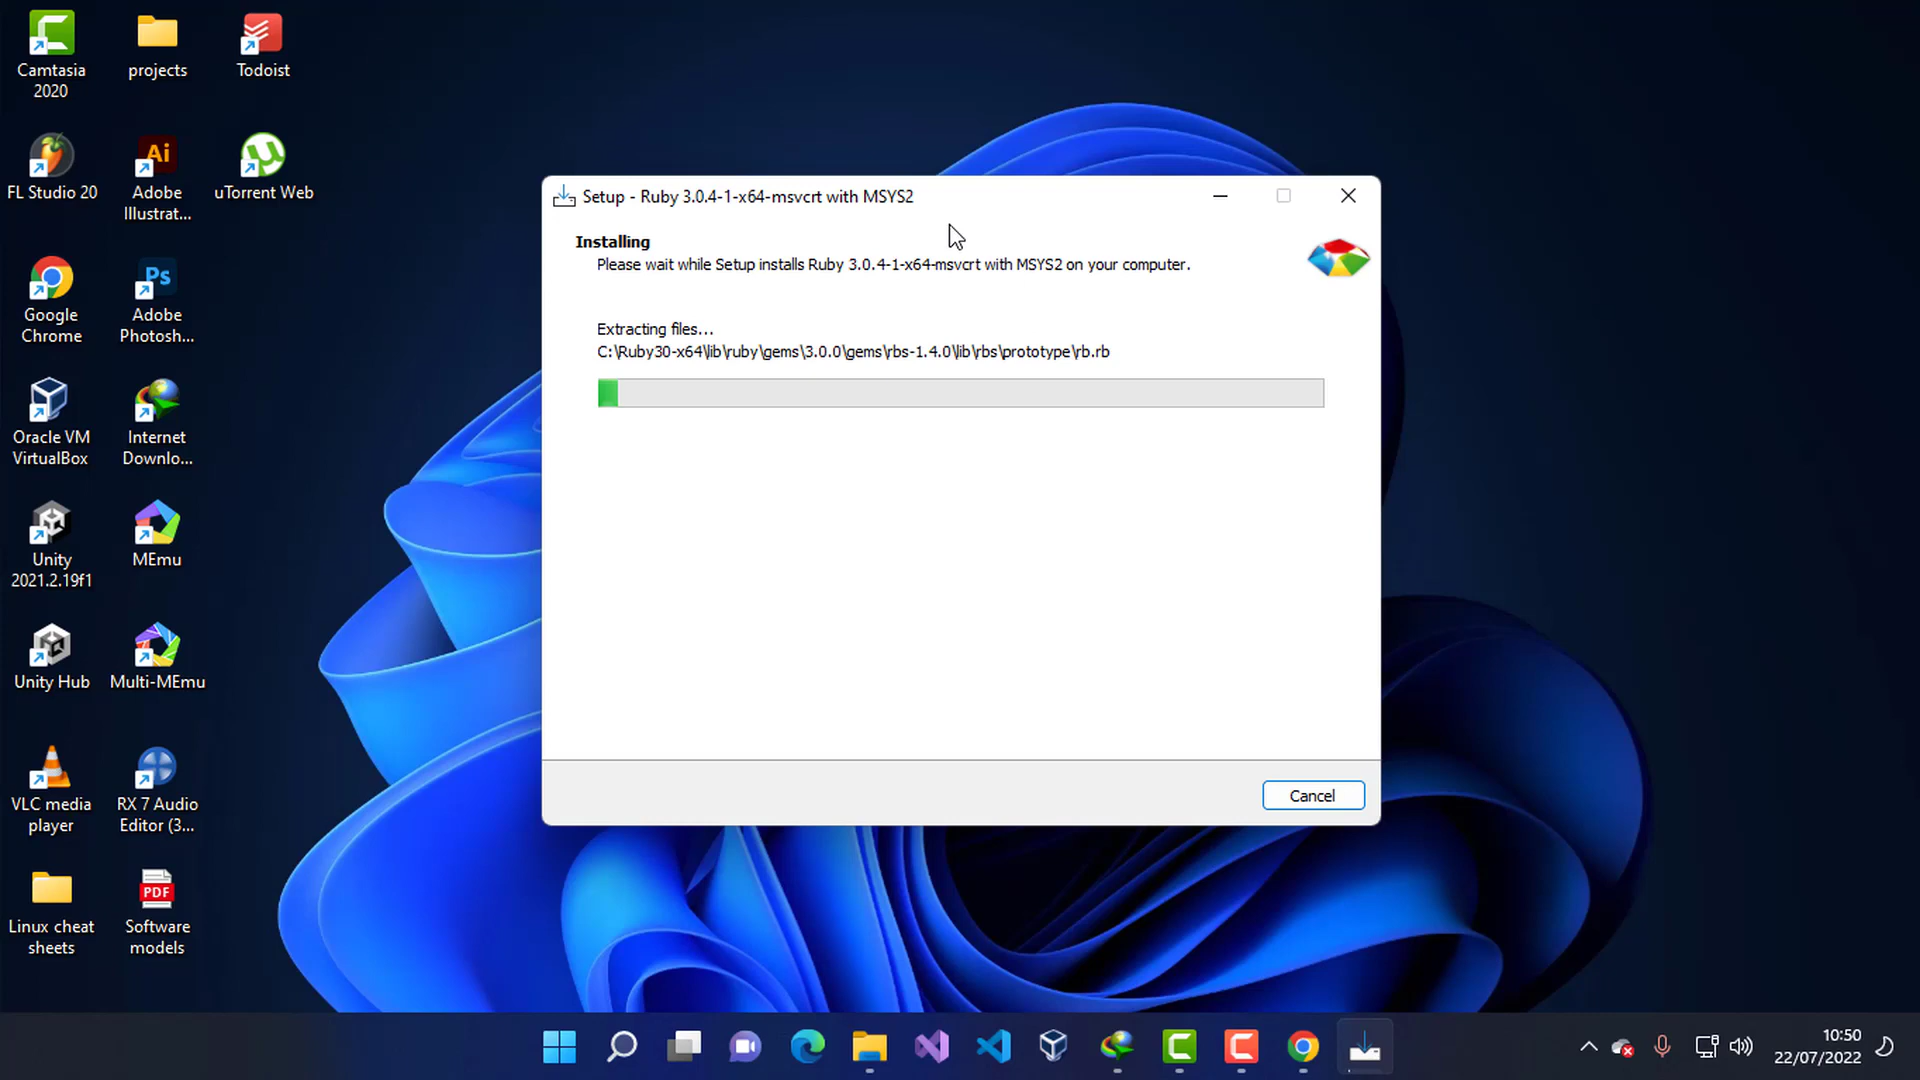 Camtasia
2020
projects
Todoist
FL Studio 20
Ai
Adobe
Illustrat...
uTorrent Web
Google
Chrome
Ps
Adobe
Photosh...
Oracle VM
VirtualBox
Internet
Downlo...
Unity
2021.2.19f1
MEmu
Unity Hub
Multi-MEmu
VLC media
player
RX 7 Audio
Editor (3...
Linux cheat
sheets
PDF
Software
models
Setup - Ruby 3.0.4-1-x64-msvcrt with MSYS2
Installing
Please wait while Setup installs Ruby 3.0.4-1-x64-msvcrt with MSYS2 on your computer.
Extracting files...
C:\Ruby30-x64\lib\ruby\gems\3.0.0\gems\rbs-1.4.0\lib\rbs\prototype\rb.rb
Cancel
10:50
22/07/2022